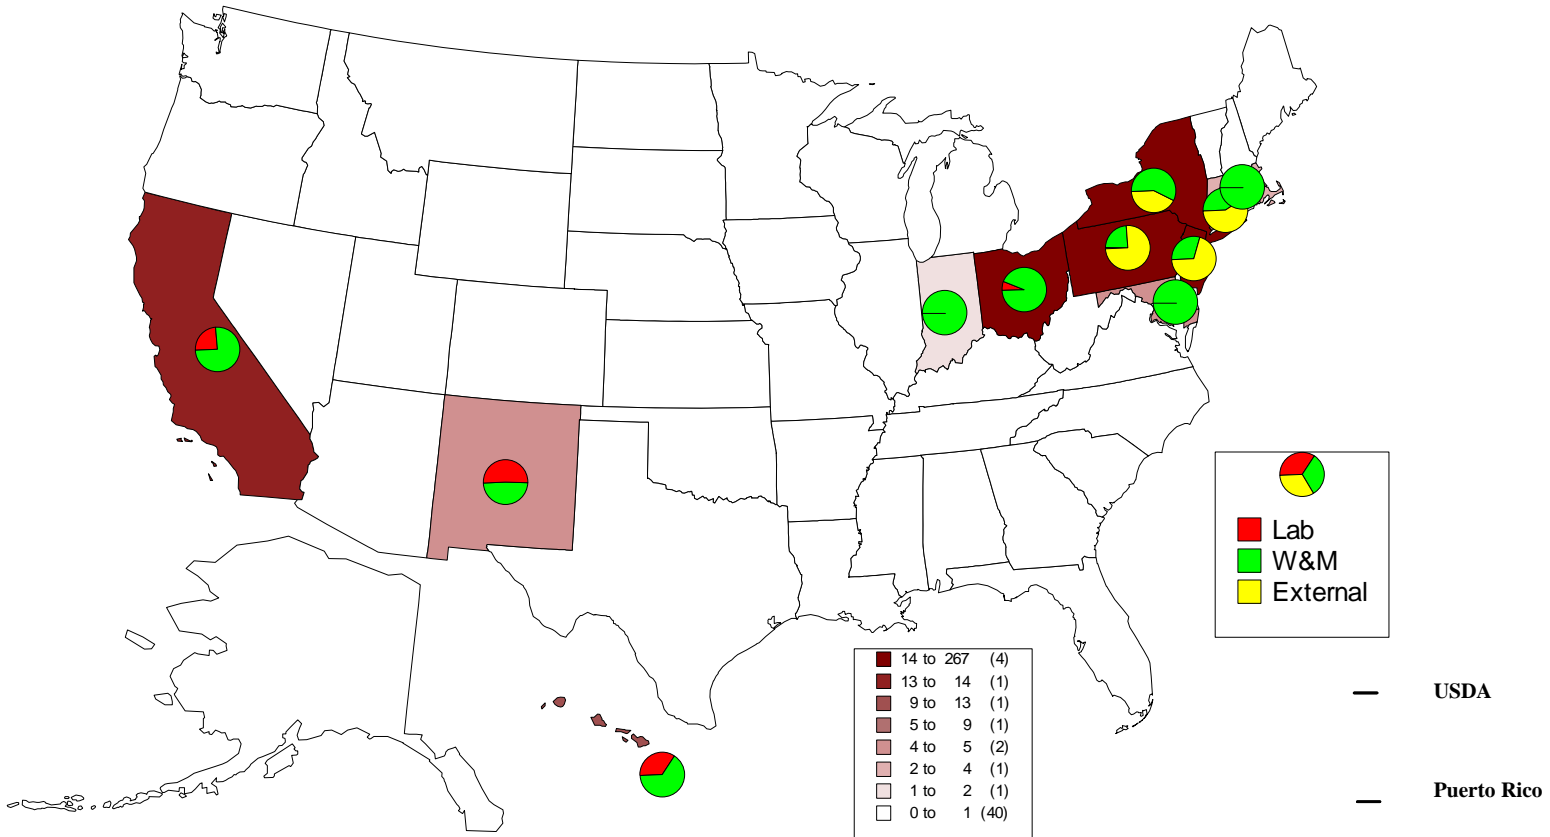 Lab
W&M
External
14 to 267 (4)
13 to 14 (1)
9 to 13 (1)
5 to 9 (1)
4 to 5 (2)
2 to 4 (1)
1 to 2 (1)
0 to 1 (40)
USDA
Puerto Rico